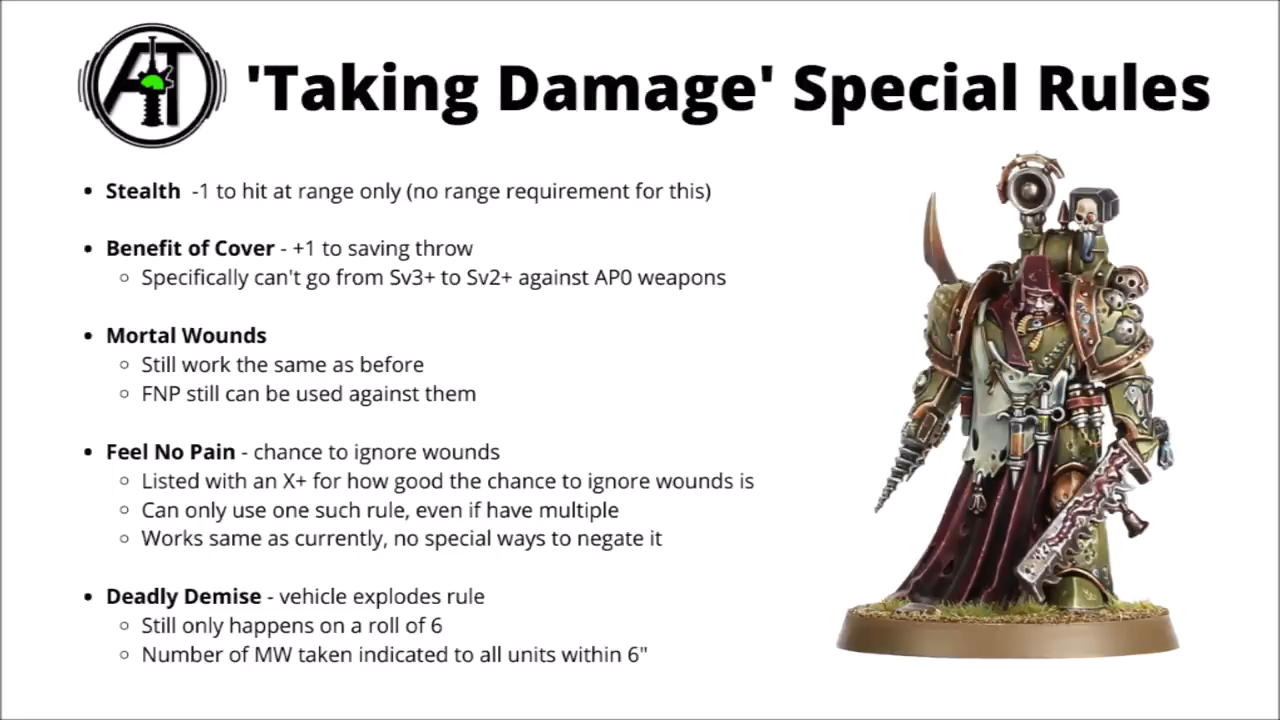 AT
'Taking Damage' Special Rules
• Stealth -1 to hit at range only (no range requirement for this)
• Benefit of Cover - +1 to saving throw
○ Specifically can't go from Sv3+ to Sv2+ against AP0 weapons
• Mortal Wounds
○ Still work the same as before
○ FNP still can be used against them
• Feel No Pain - chance to ignore wounds
○ Listed with an X+ for how good the chance to ignore wounds is
○ Can only use one such rule, even if have multiple
○ Works same as currently, no special ways to negate it
• Deadly Demise - vehicle explodes rule
○ Still only happens on a roll of 6
○ Number of MW taken indicated to all units within 6"